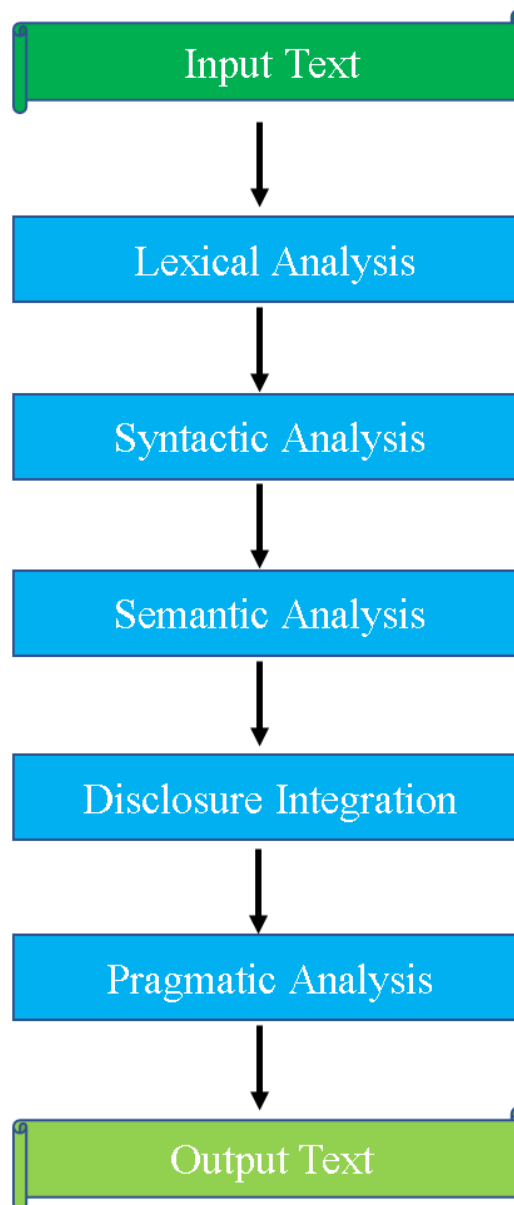 Input Text
Lexical Analysis
Syntactic Analysis
Semantic Analysis
Disclosure Integration
Pragmatic Analysis
Output Text